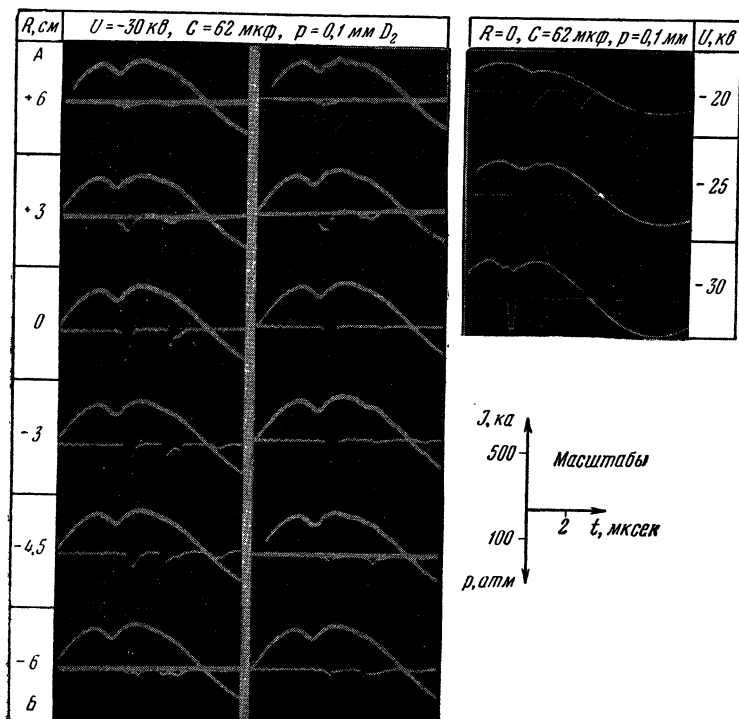 R, см
U = -30 кв, C = 62 мкф, p = 0,1 мм D₂
A
+6
+3
0
-3
-4,5
-6
Б
R=0, C=62 мкф, p=0,1 мм
U, кв
-20
-25
-30
J, ка
500
Масштабы
100
2
t, мксек
p, атм